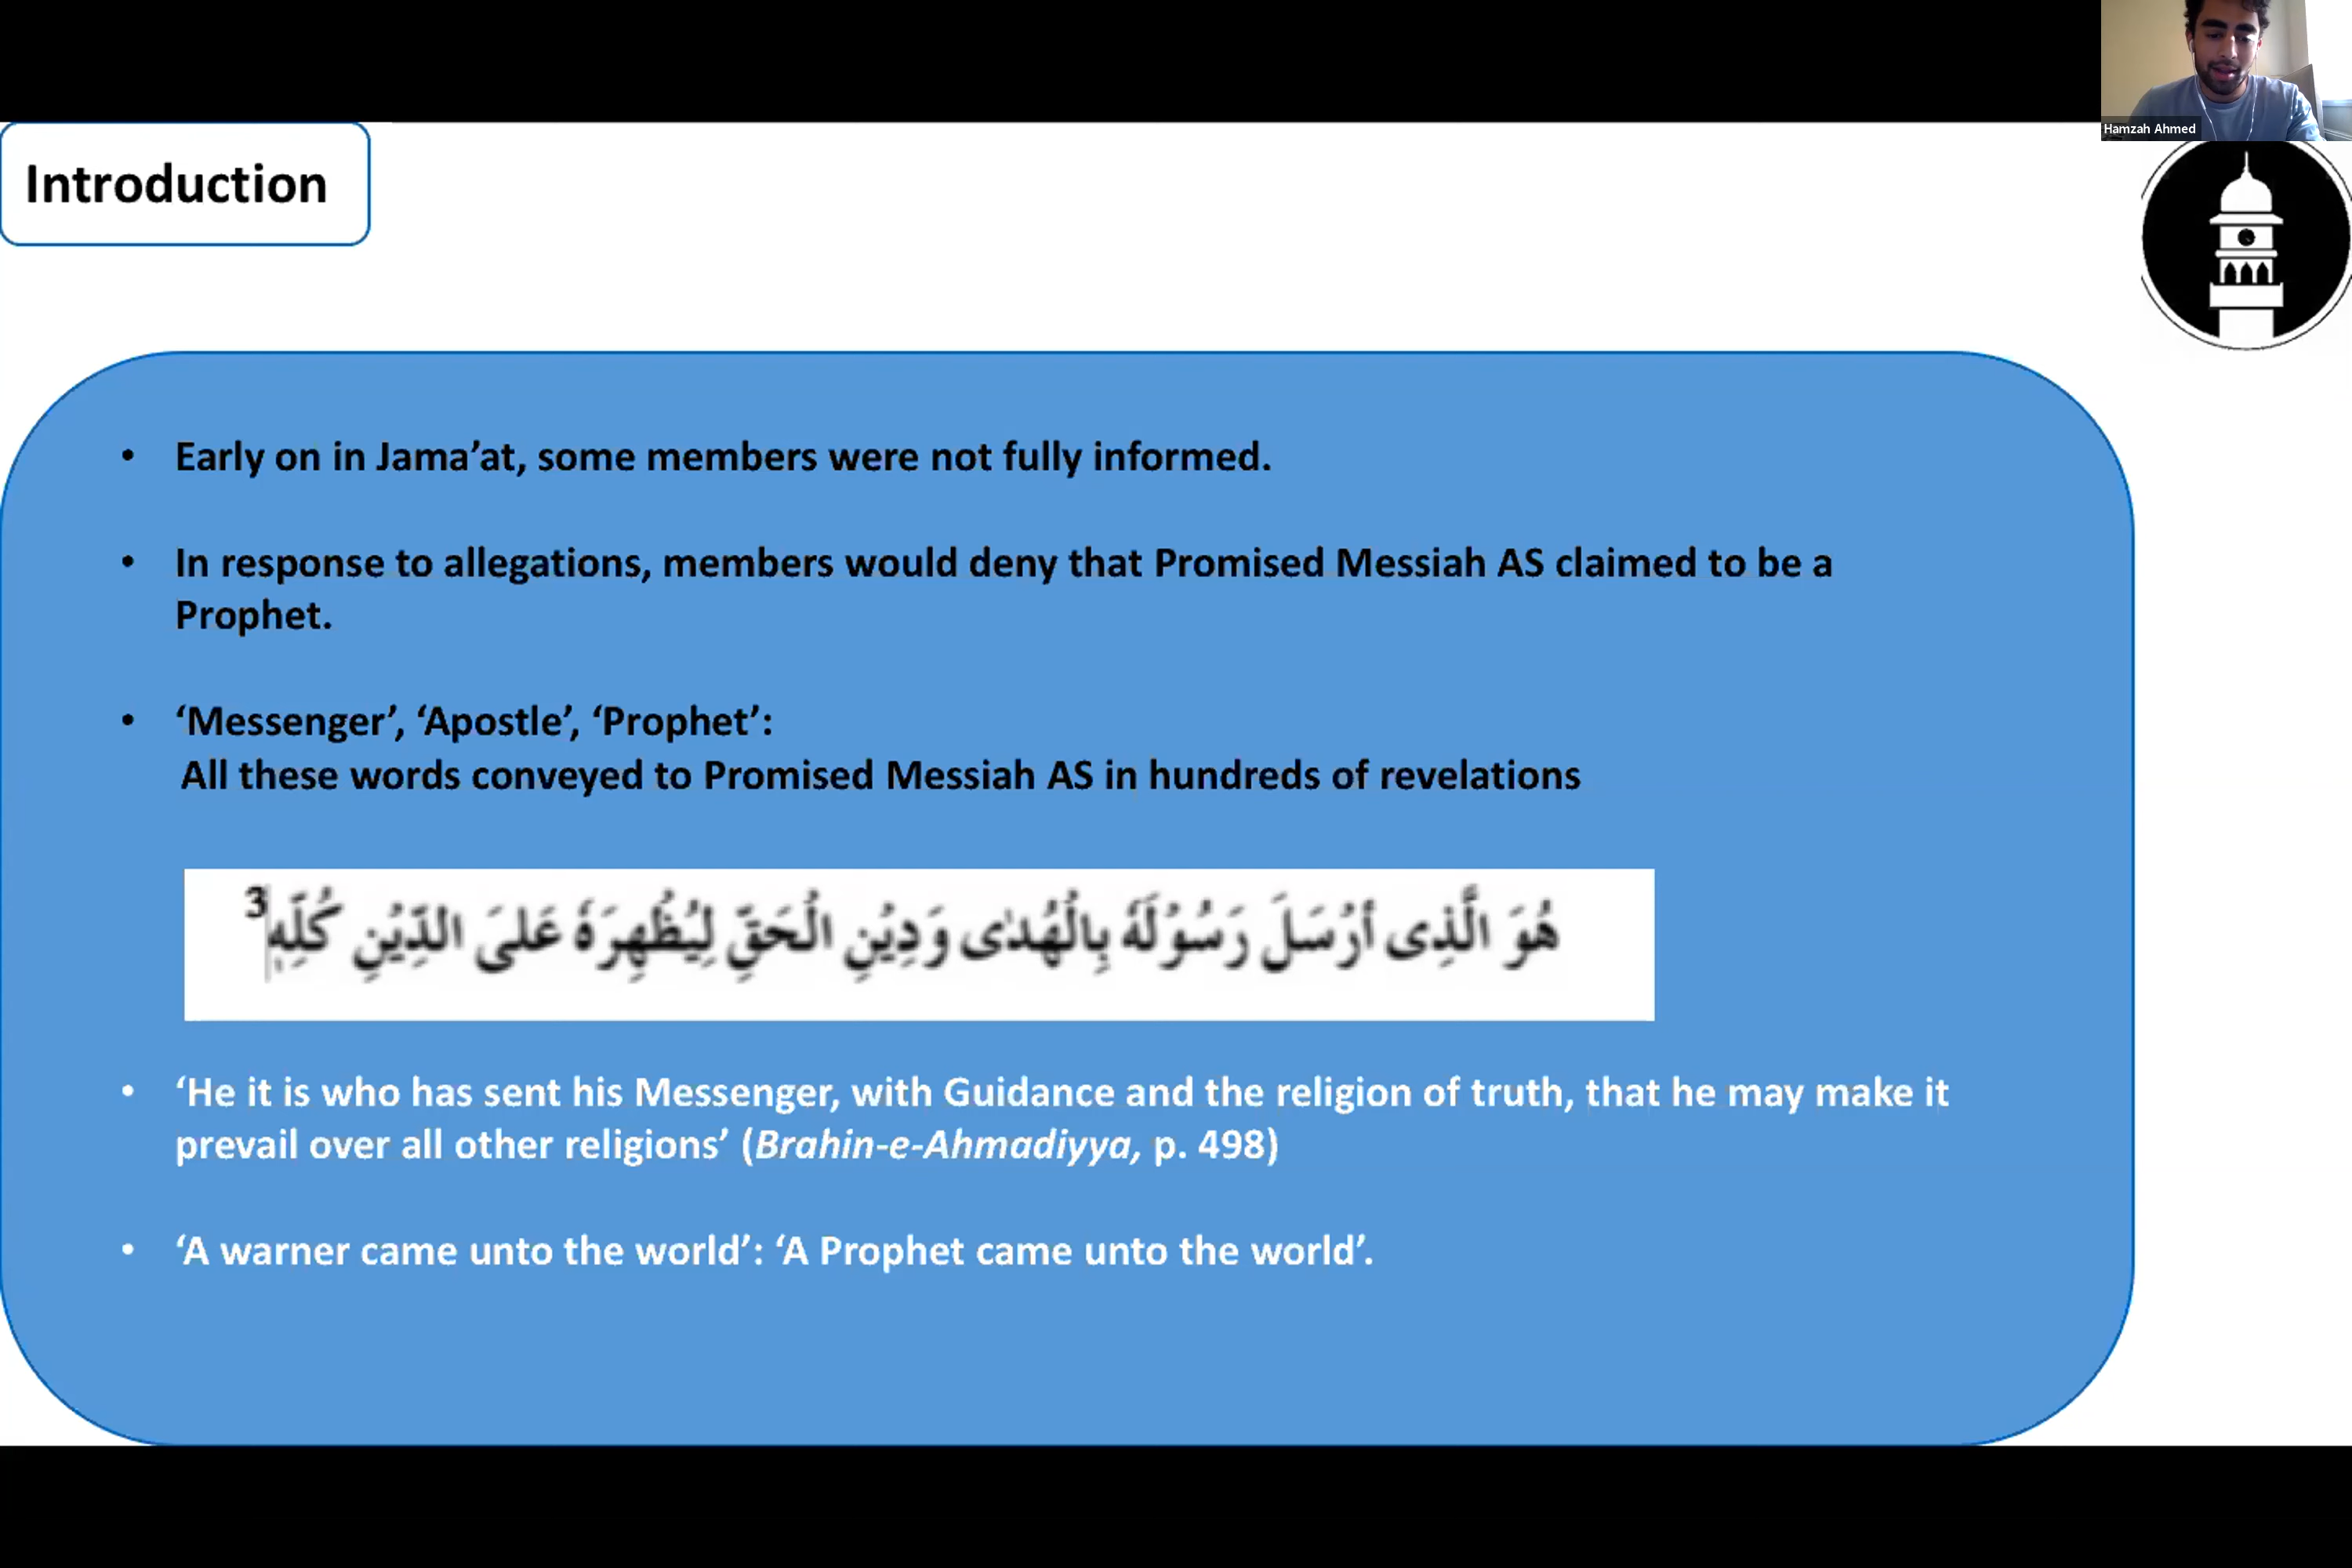 Hamzah Ahmed
Introduction
• Early on in Jama’at, some members were not fully informed.
• In response to allegations, members would deny that Promised Messiah AS claimed to be a
Prophet.
• ‘Messenger’, ‘Apostle’, ‘Prophet’:
All these words conveyed to Promised Messiah AS in hundreds of revelations
هُوَ الَّذِى أَرْسَلَ رَسُوْلَهٗ بِالْهُدٰى وَدِيْنِ الْحَقِّ لِيُظْهِرَهٗ عَلىَ الدِّيْنِ كُلِّهٖ3
• ‘He it is who has sent his Messenger, with Guidance and the religion of truth, that he may make it
prevail over all other religions’ (Brahin-e-Ahmadiyya, p. 498)
• ‘A warner came unto the world’: ‘A Prophet came unto the world’.